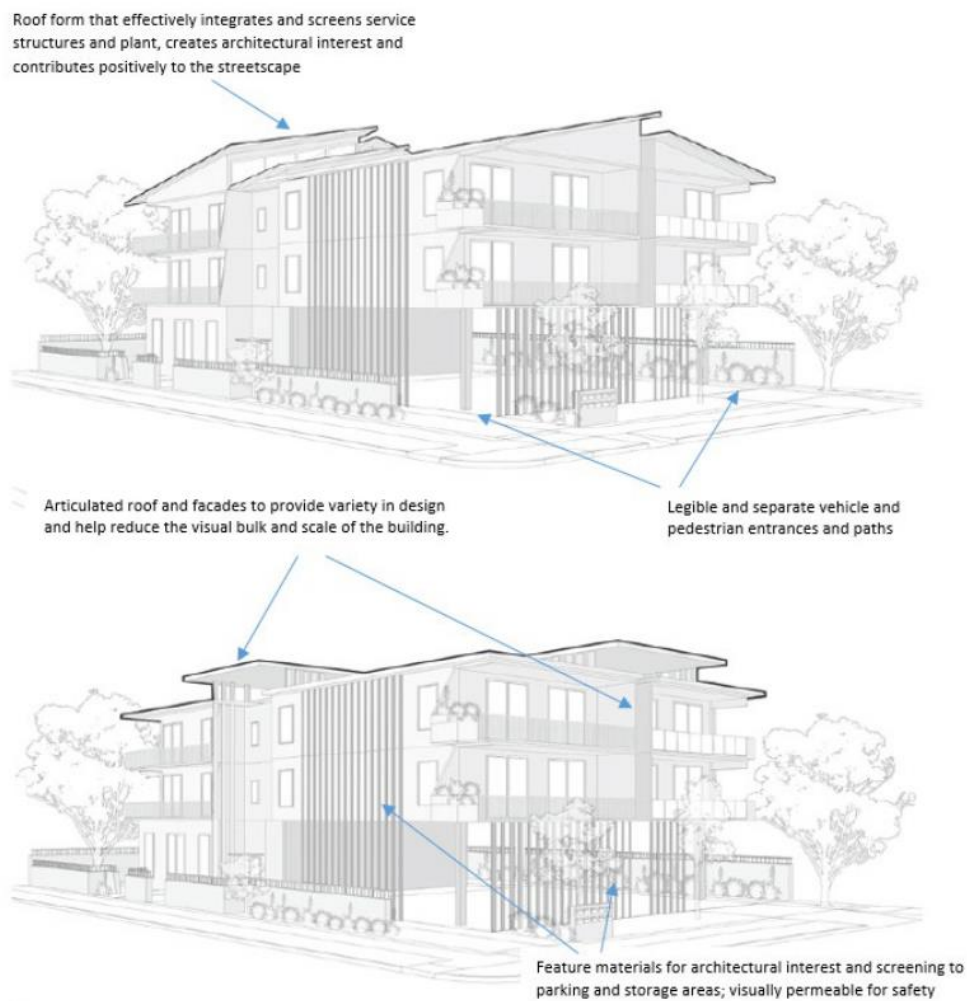 Roof form that effectively integrates and screens service
structures and plant, creates architectural interest and
contributes positively to the streetscape
Articulated roof and facades to provide variety in design
and help reduce the visual bulk and scale of the building.
Legible and separate vehicle and
pedestrian entrances and paths
Feature materials for architectural interest and screening to
parking and storage areas; visually permeable for safety